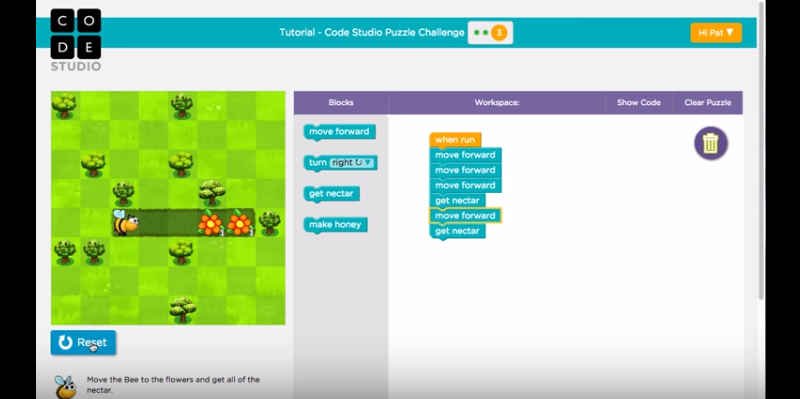 C O
D E
STUDIO
Tutorial - Code Studio Puzzle Challenge
3
Hi Pat ▼
Blocks
Workspace:
Show Code
Clear Puzzle
move forward
turn right ↻ ▼
get nectar
make honey
when run
move forward
move forward
move forward
get nectar
move forward
get nectar
1 1
Reset
Move the Bee to the flowers and get all of the
nectar.